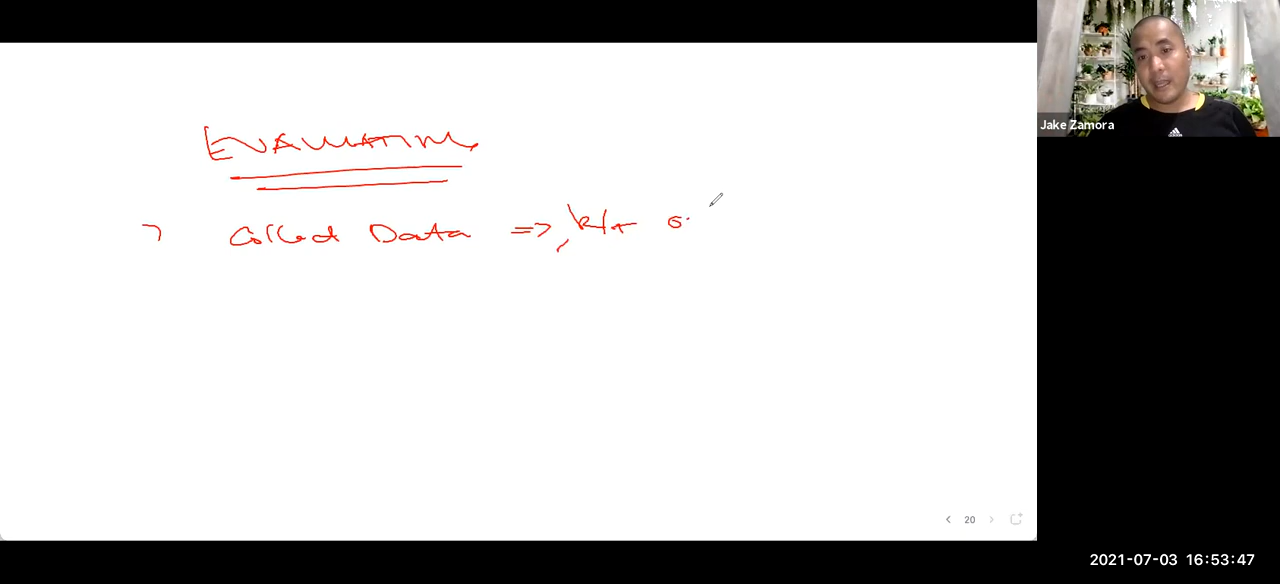 EVALUATION
Collect Data =>
Jake Zamora
< 20 >
2021-07-03 16:53:47